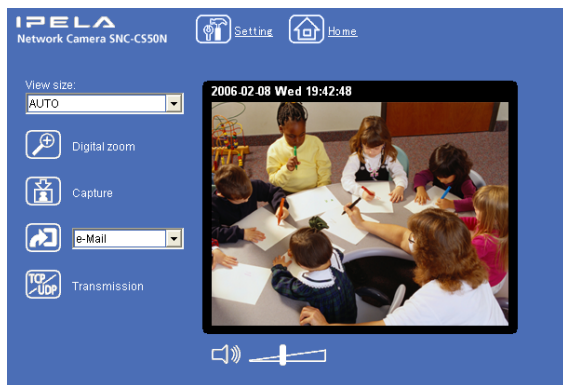 IPELA
Network Camera SNC-CS50N
Setting
Home
View size:
AUTO
2006-02-08 Wed 19:42:48
Digital zoom
Capture
e-Mail
TCP/UDP
Transmission